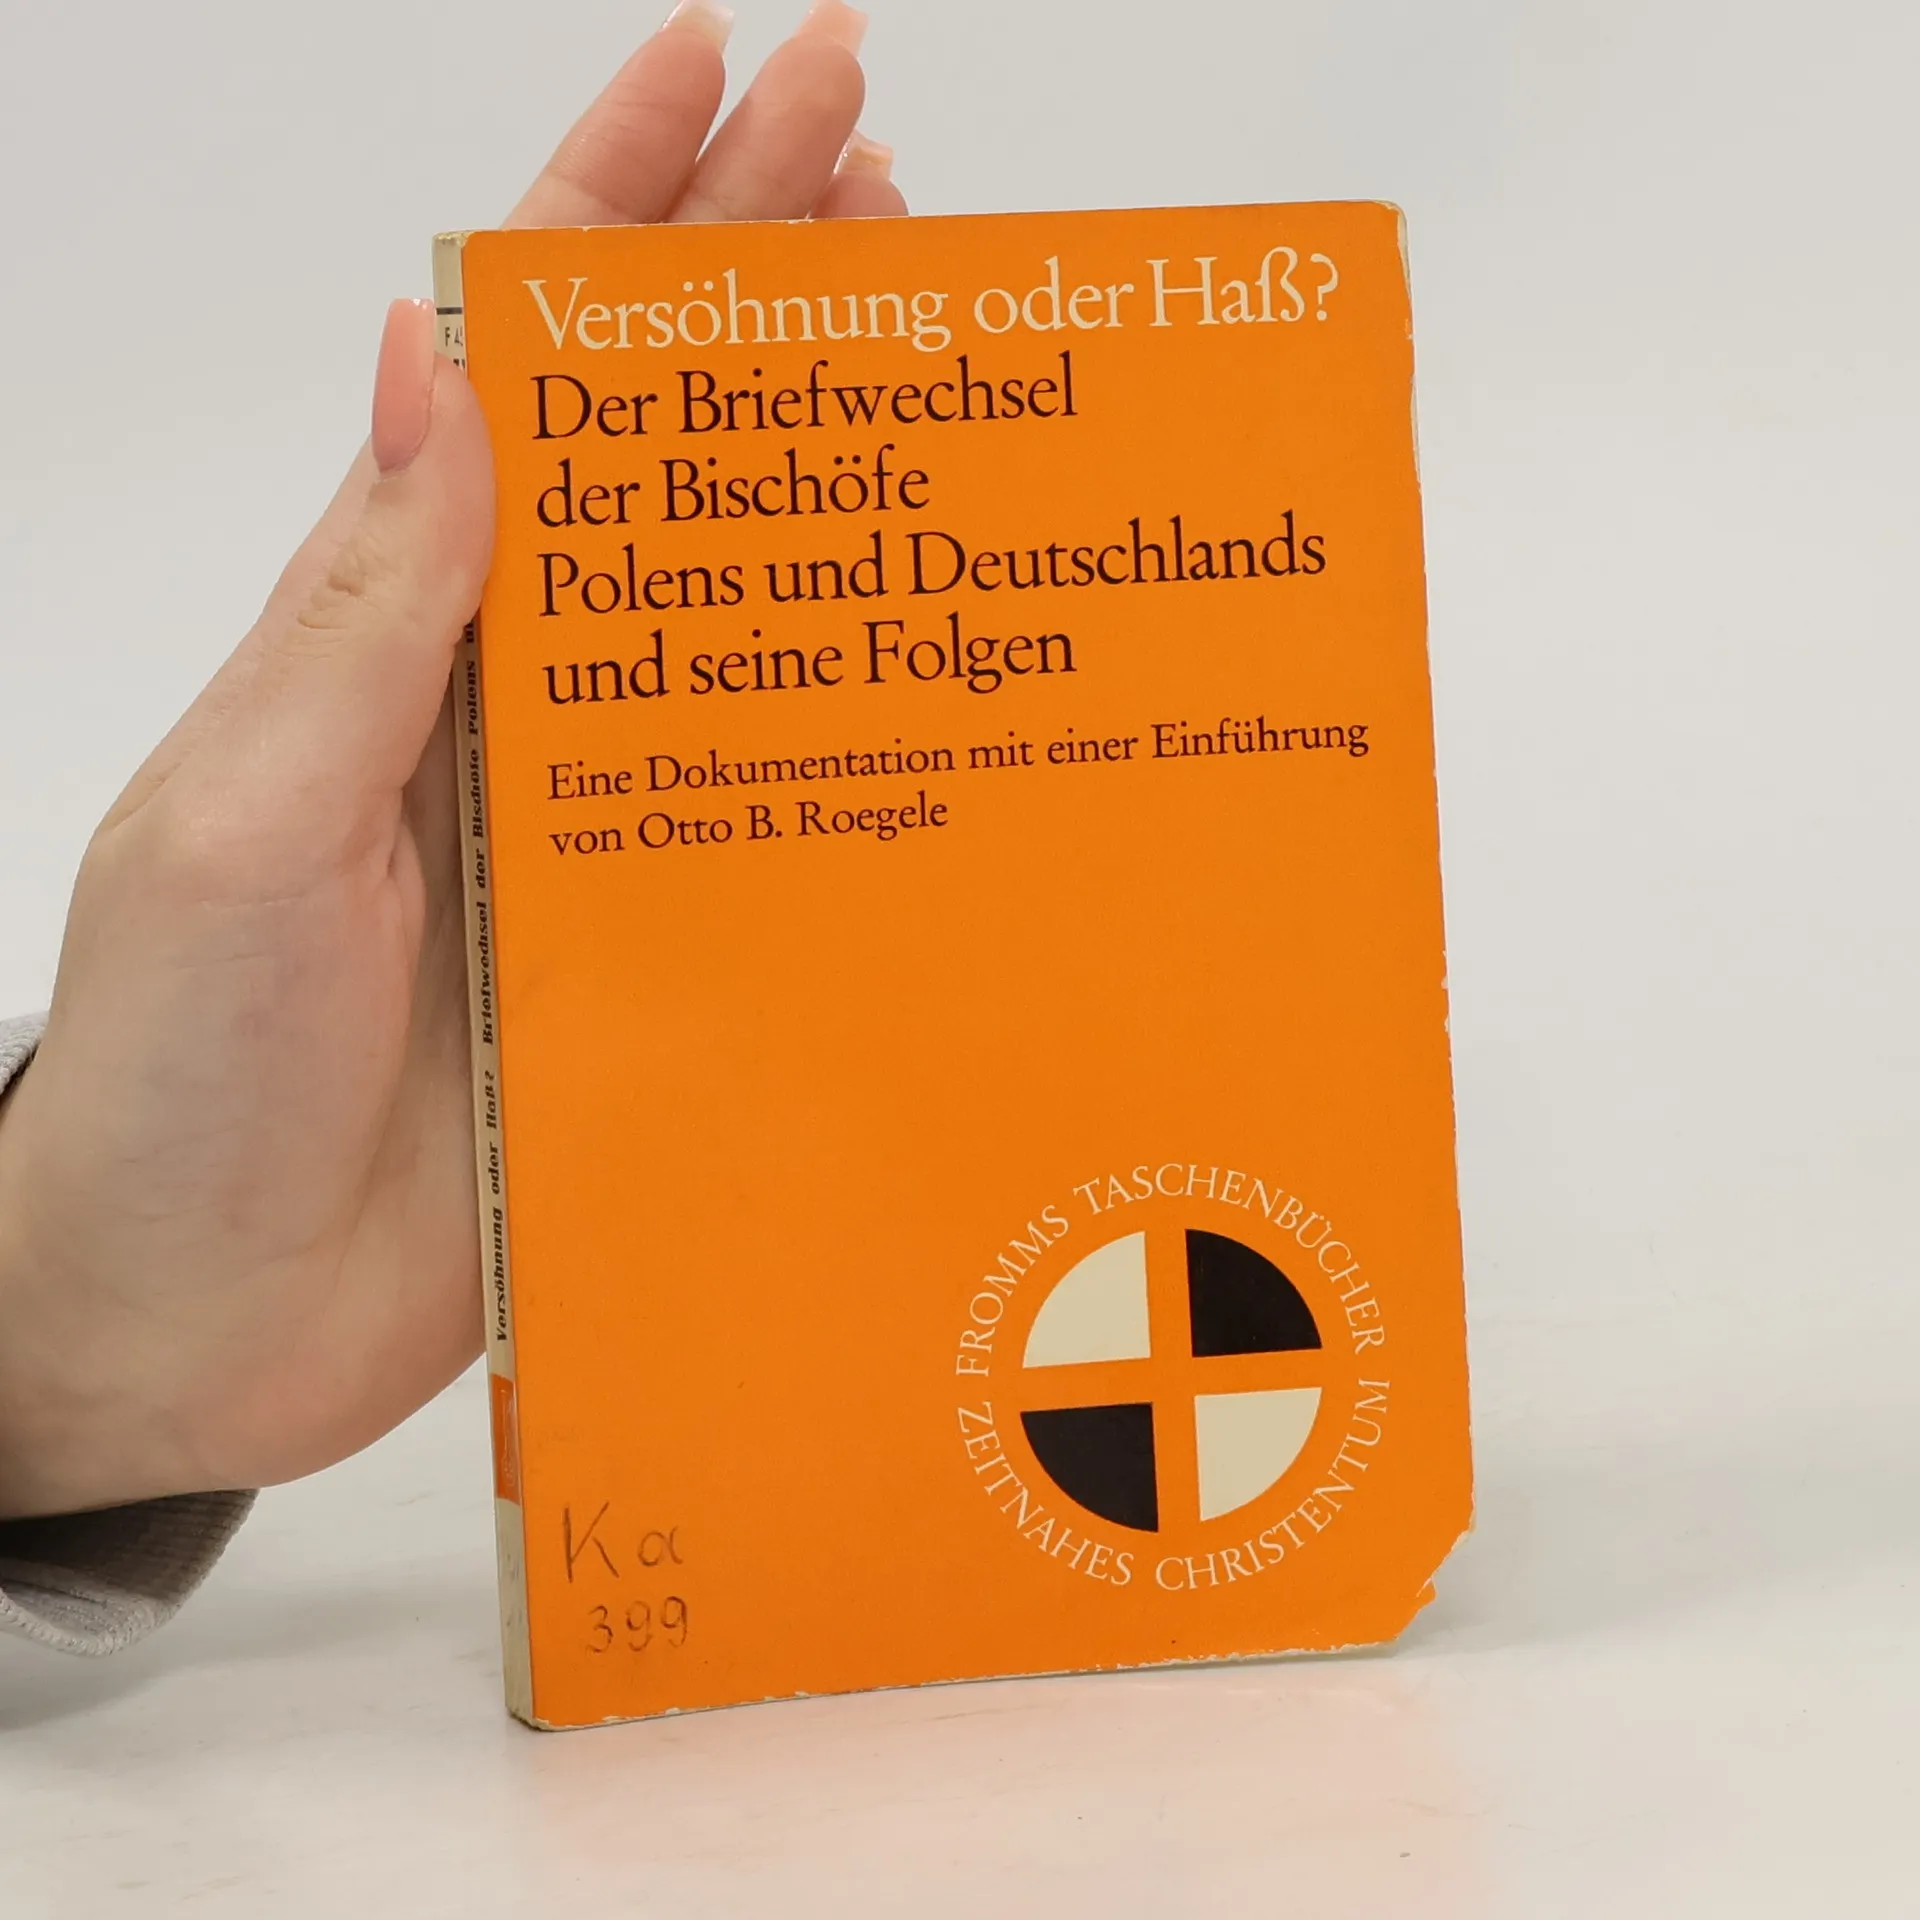 Versöhnung oder Haß?
Der Briefwechsel
der Bischöfe
Polens und Deutschlands
und seine Folgen
Eine Dokumentation mit einer Einführung
von Otto B. Roegele
FROMMS TASCHENBÜCHER
ZEITNAHES CHRISTENTUM
Ka
399
Versöhnung oder Haß? Briefwechsel der Bischöfe Polens